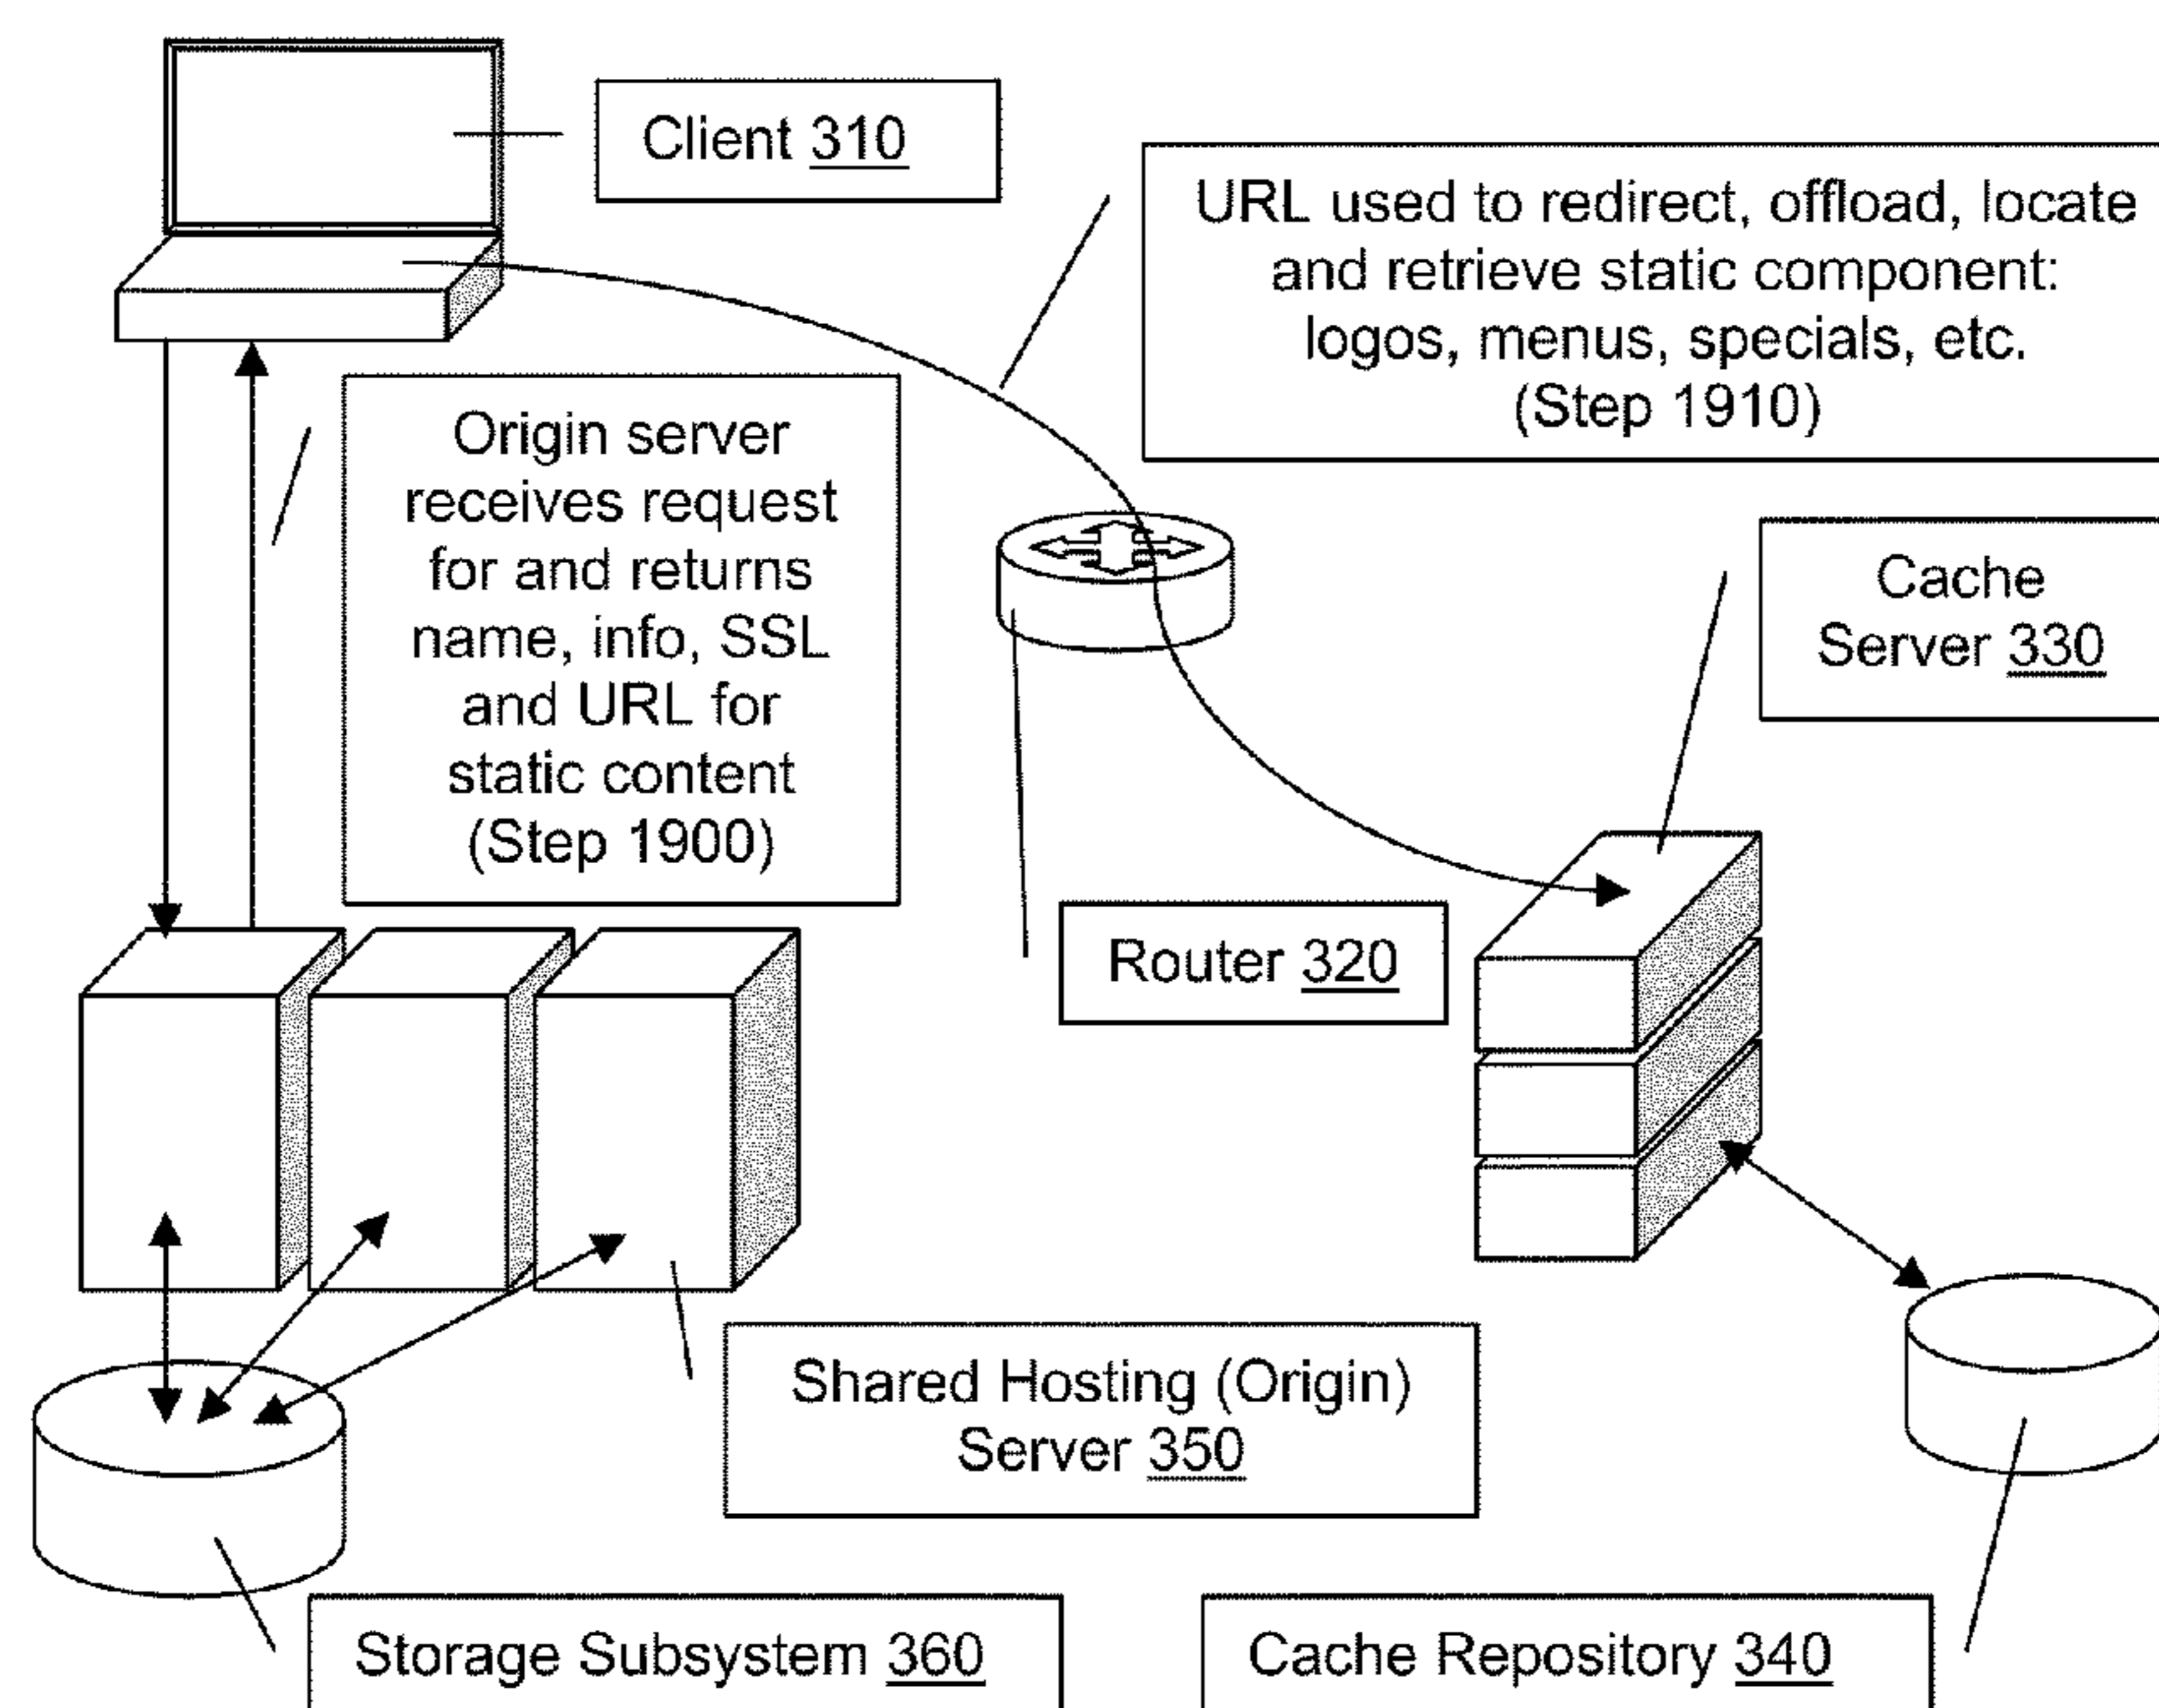 Client 310
URL used to redirect, offload, locate
and retrieve static component:
logos, menus, specials, etc.
(Step 1910)
Origin server
receives request
for and returns
name, info, SSL
and URL for
static content
(Step 1900)
Cache
Server 330
Router 320
Shared Hosting (Origin)
Server 350
Storage Subsystem 360
Cache Repository 340